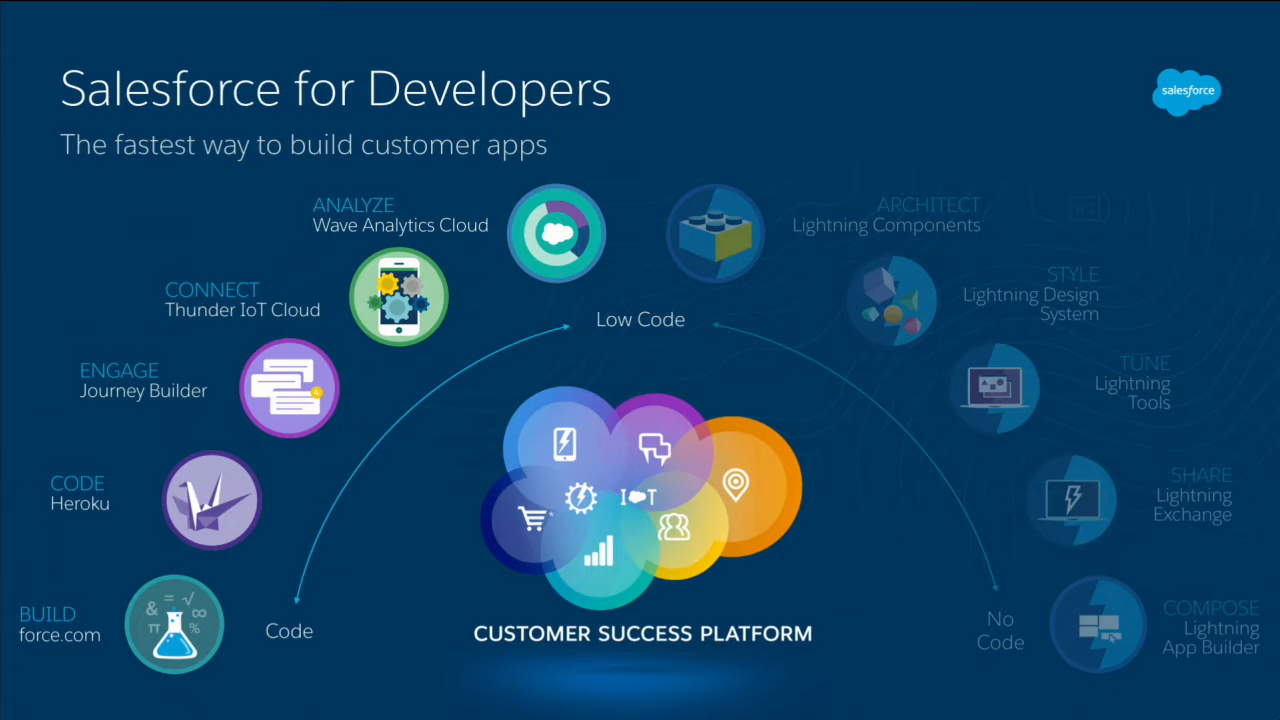 Salesforce for Developers
salesforce
The fastest way to build customer apps
ANALYZE
Wave Analytics Cloud
ARCHITECT
Lightning Components
CONNECT
Thunder IoT Cloud
STYLE
Lightning Design
System
Low Code
ENGAGE
Journey Builder
TUNE
Lightning
Tools
CODE
Heroku
SHARE
Lightning
Exchange
IoT
BUILD
force.com
& = √ ∞
π %
Code
No
Code
COMPOSE
Lightning
App Builder
CUSTOMER SUCCESS PLATFORM